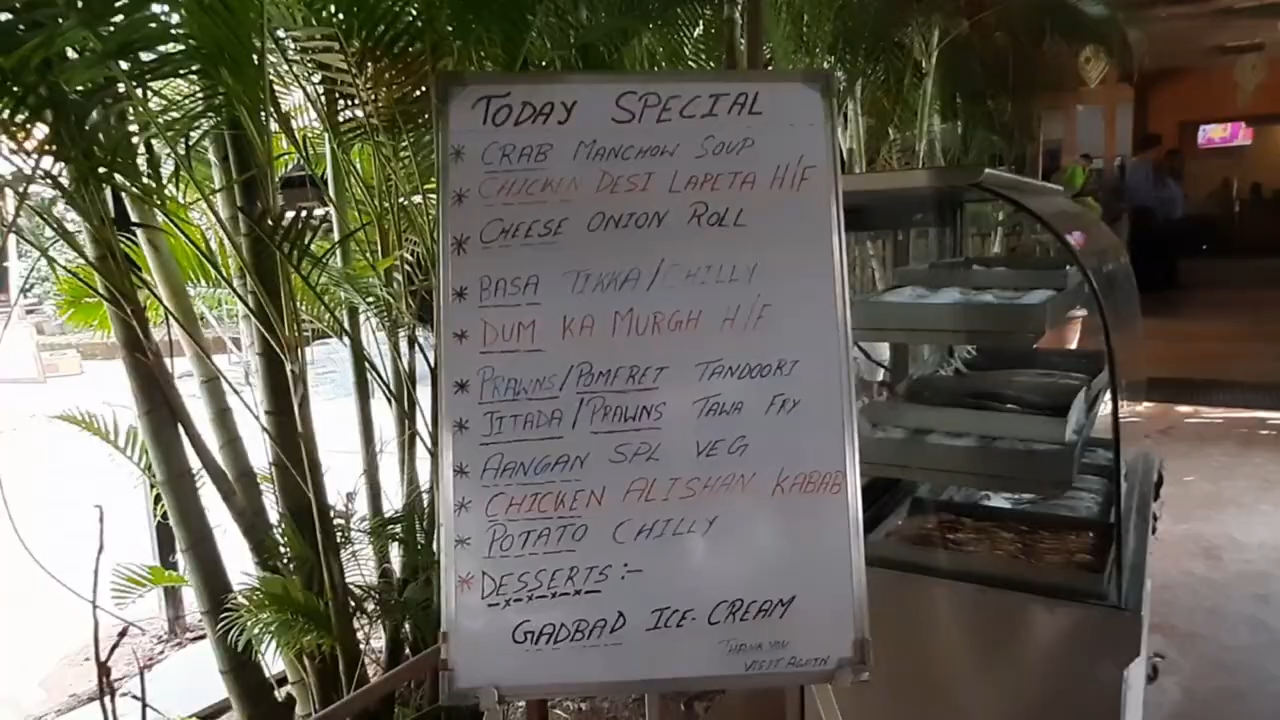 TODAY SPECIAL
* CRAB MANCHOW SOUP
* CHICKEN DESI LAPETA H/F
* CHEESE ONION ROLL
* BASA TIKKA/CHILLY
* DUM KA MURGH H/F
* PRAWNS/POMFRET TANDOORI
* JITADA/PRAWNS TAWA FRY
* AANGAN SPL VEG
* CHICKEN ALISHAN KABAB
* POTATO CHILLY
* DESSERTS:-
GADBAD ICE-CREAM
THANK YOU
VISIT AGAIN